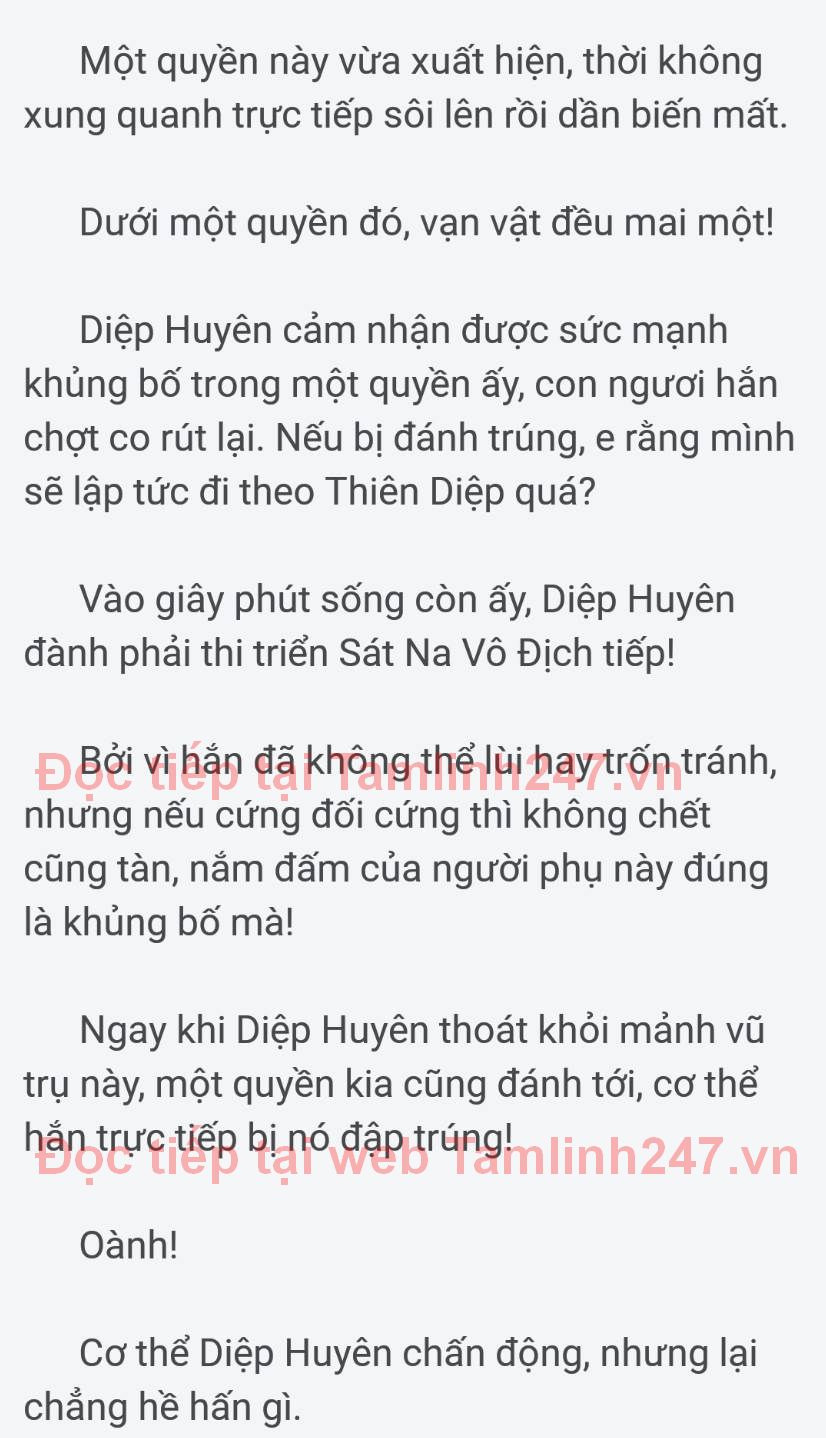 Một quyền này vừa xuất hiện, thời không
xung quanh trực tiếp sôi lên rồi dần biến mất.
Dưới một quyền đó, vạn vật đều mai một!
Diệp Huyên cảm nhận được sức mạnh
khủng bố trong một quyền ấy, con ngươi hắn
chợt co rút lại. Nếu bị đánh trúng, e rằng mình
sẽ lập tức đi theo Thiên Diệp quá?
Vào giây phút sống còn ấy, Diệp Huyên
đành phải thi triển Sát Na Vô Địch tiếp!
Bởi vì hắn đã không thể lùi hay trốn tránh,
Đọc tiếp tại Tamlinh247.vn
nhưng nếu cứng đối cứng thì không chết
cũng tàn, nắm đấm của người phụ này đúng
là khủng bố mà!
Ngay khi Diệp Huyên thoát khỏi mảnh vũ
trụ này, một quyền kia cũng đánh tới, cơ thể
hắn trực tiếp bị nó đập trúng!
Đọc tiếp tại web Tamlinh247.vn
Oành!
Cơ thể Diệp Huyên chấn động, nhưng lại
chẳng hề hấn gì.